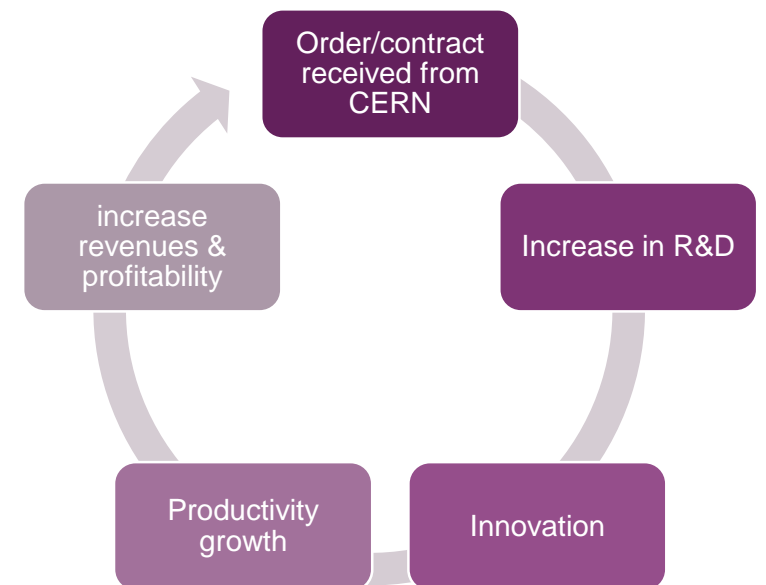 Order/contract
received from
CERN
Increase in R&D
Innovation
Productivity
growth
increase
revenues &
profitability